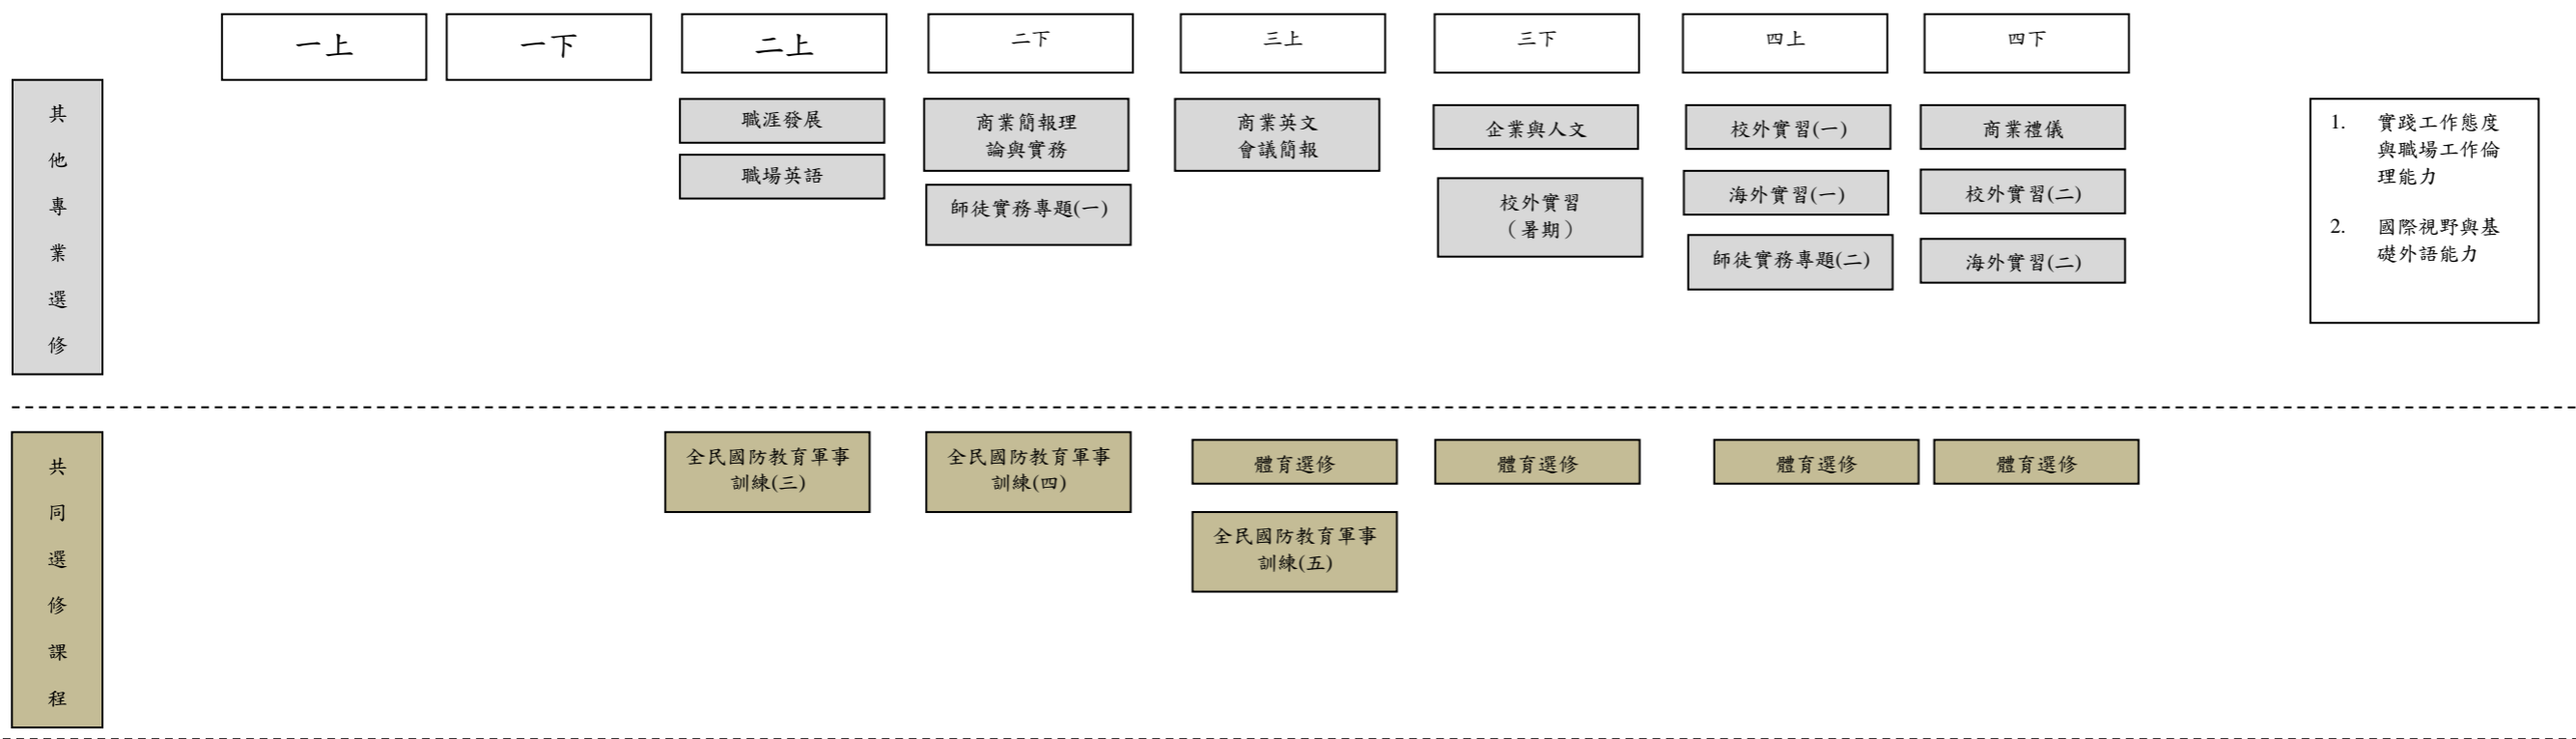 一上
一下
二上
二下
三上
三下
四上
四下
其
他
專
業
選
修
職涯發展
職場英語
商業簡報理
論與實務
師徒實務專題(一)
商業英文
會議簡報
企業與人文
校外實習
（暑期）
校外實習(一)
海外實習(一)
師徒實務專題(二)
商業禮儀
校外實習(二)
海外實習(二)
1. 實踐工作態度
與職場工作倫
理能力
2. 國際視野與基
礎外語能力
共
同
選
修
課
程
全民國防教育軍事
訓練(三)
全民國防教育軍事
訓練(四)
體育選修
全民國防教育軍事
訓練(五)
體育選修
體育選修
體育選修